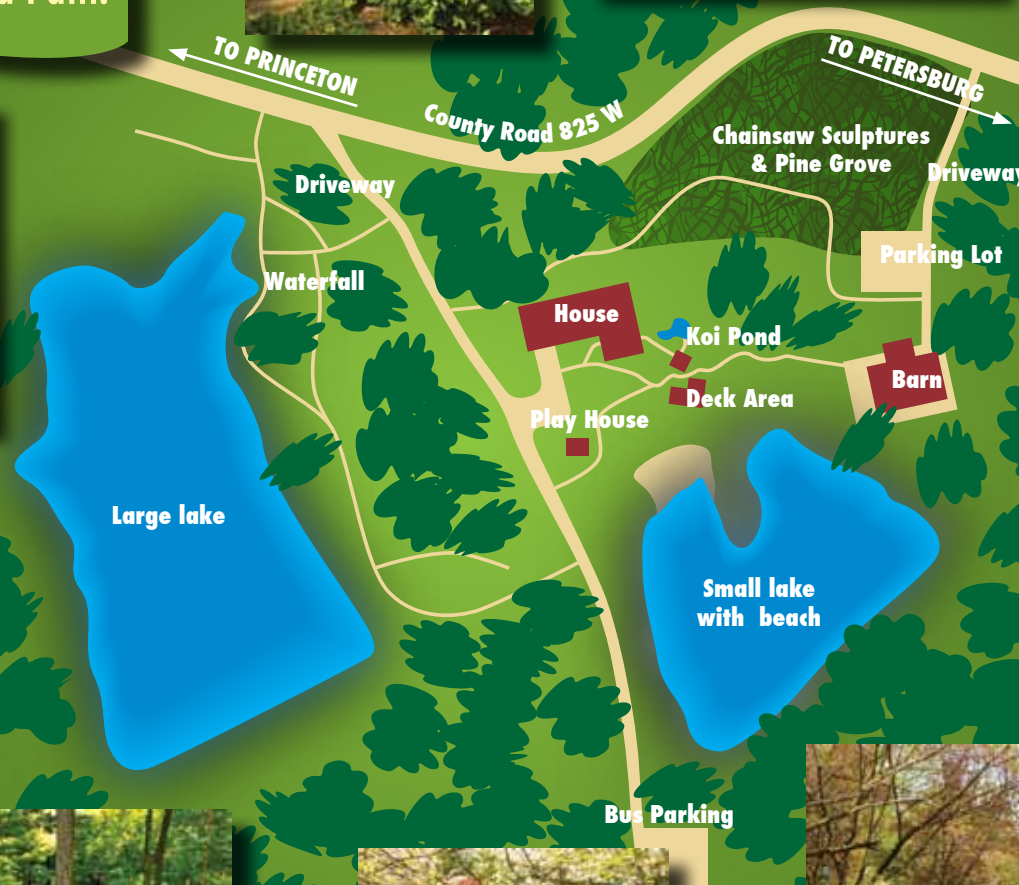 TO PRINCETON
County Road 825 W
TO PETERSBURG
Chainsaw Sculptures
& Pine Grove
Driveway
Parking Lot
Driveway
Waterfall
House
Koi Pond
Barn
Deck Area
Play House
Large lake
Small lake
with beach
Bus Parking